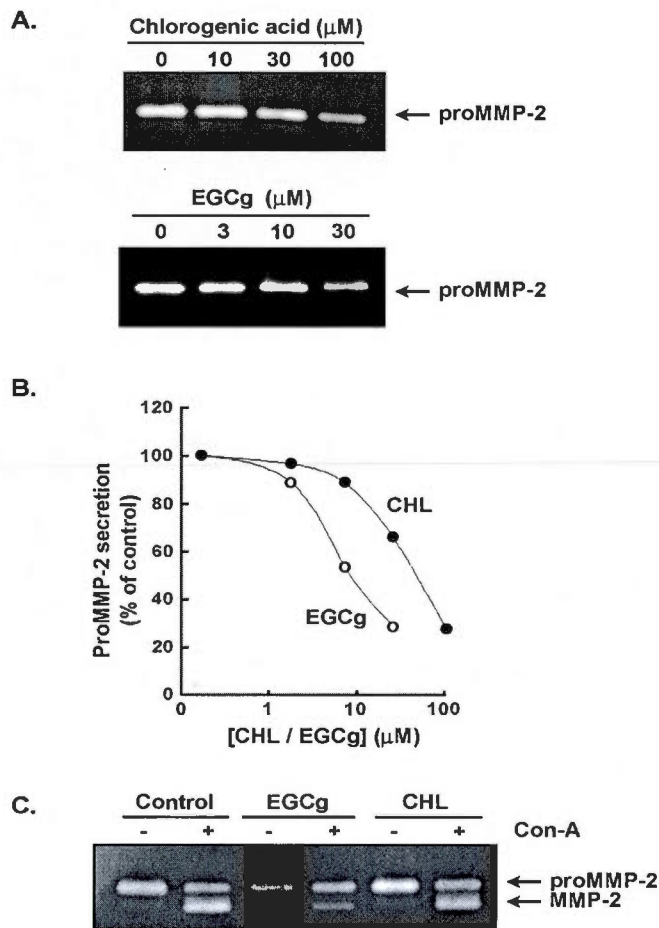 A.
Chlorogenic acid (μM)
0 10 30 100
← proMMP-2
EGCg (μM)
0 3 10 30
← proMMP-2
B.
120
100
80
60
40
20
0
ProMMP-2 secretion
(% of control)
CHL
EGCg
0 1 10 100
[CHL / EGCg] (μM)
C.
Control EGCg CHL
- + - + - + Con-A
← proMMP-2
← MMP-2